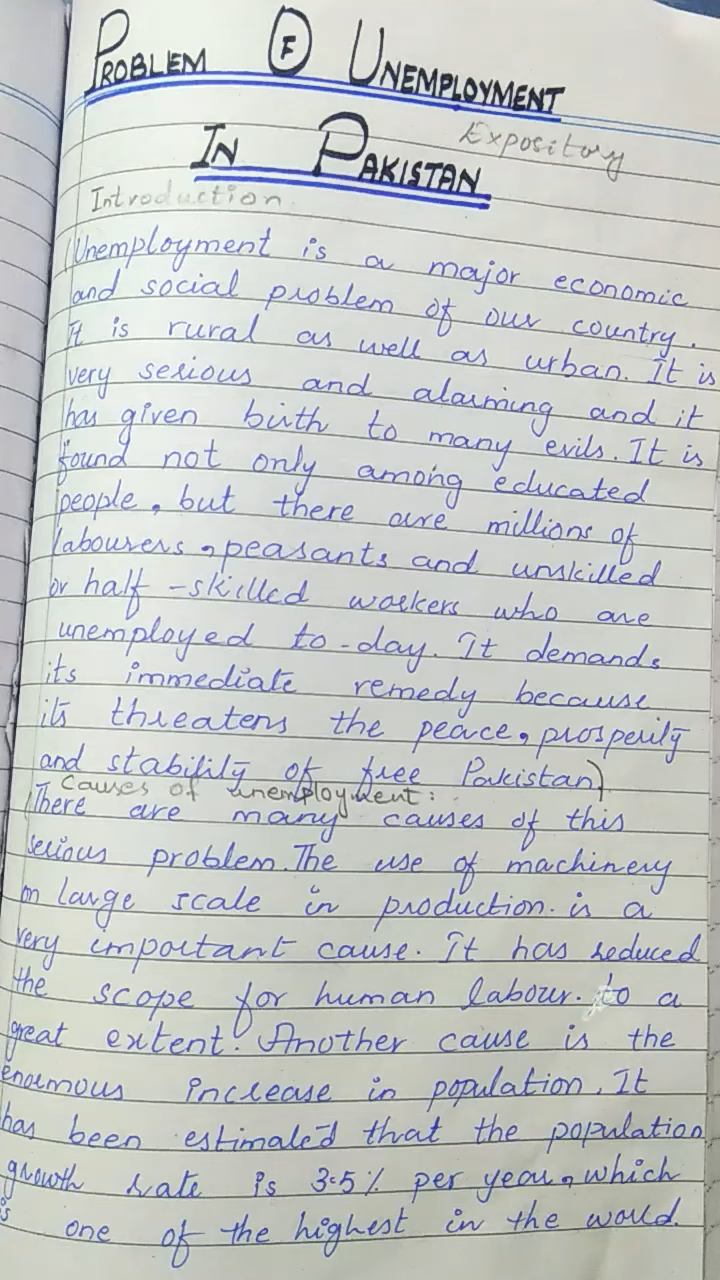 PROBLEM OF UNEMPLOYMENT
IN PAKISTAN
Expository
Introduction
(Unemployment is a major economic
and social problem of our country.
It is rural as well as urban. It is
very serious and alarming and it
has given birth to many evils. It is
found not only among educated
people, but there are millions of
labourers, peasants and unskilled
or half-skilled workers who are
unemployed to-day. It demands
its immediate remedy because
its threatens the peace, prosperity
and stability of free Pakistan)
Causes of unemployment:
(There are many causes of this
serious problem. The use of machinery
on large scale in production. is a
very important cause. It has reduced
the scope for human labour. to a
great extent. Another cause is the
enormous increase in population. It
has been estimated that the population
growth rate is 3.5% per year, which
is one of the highest in the world.